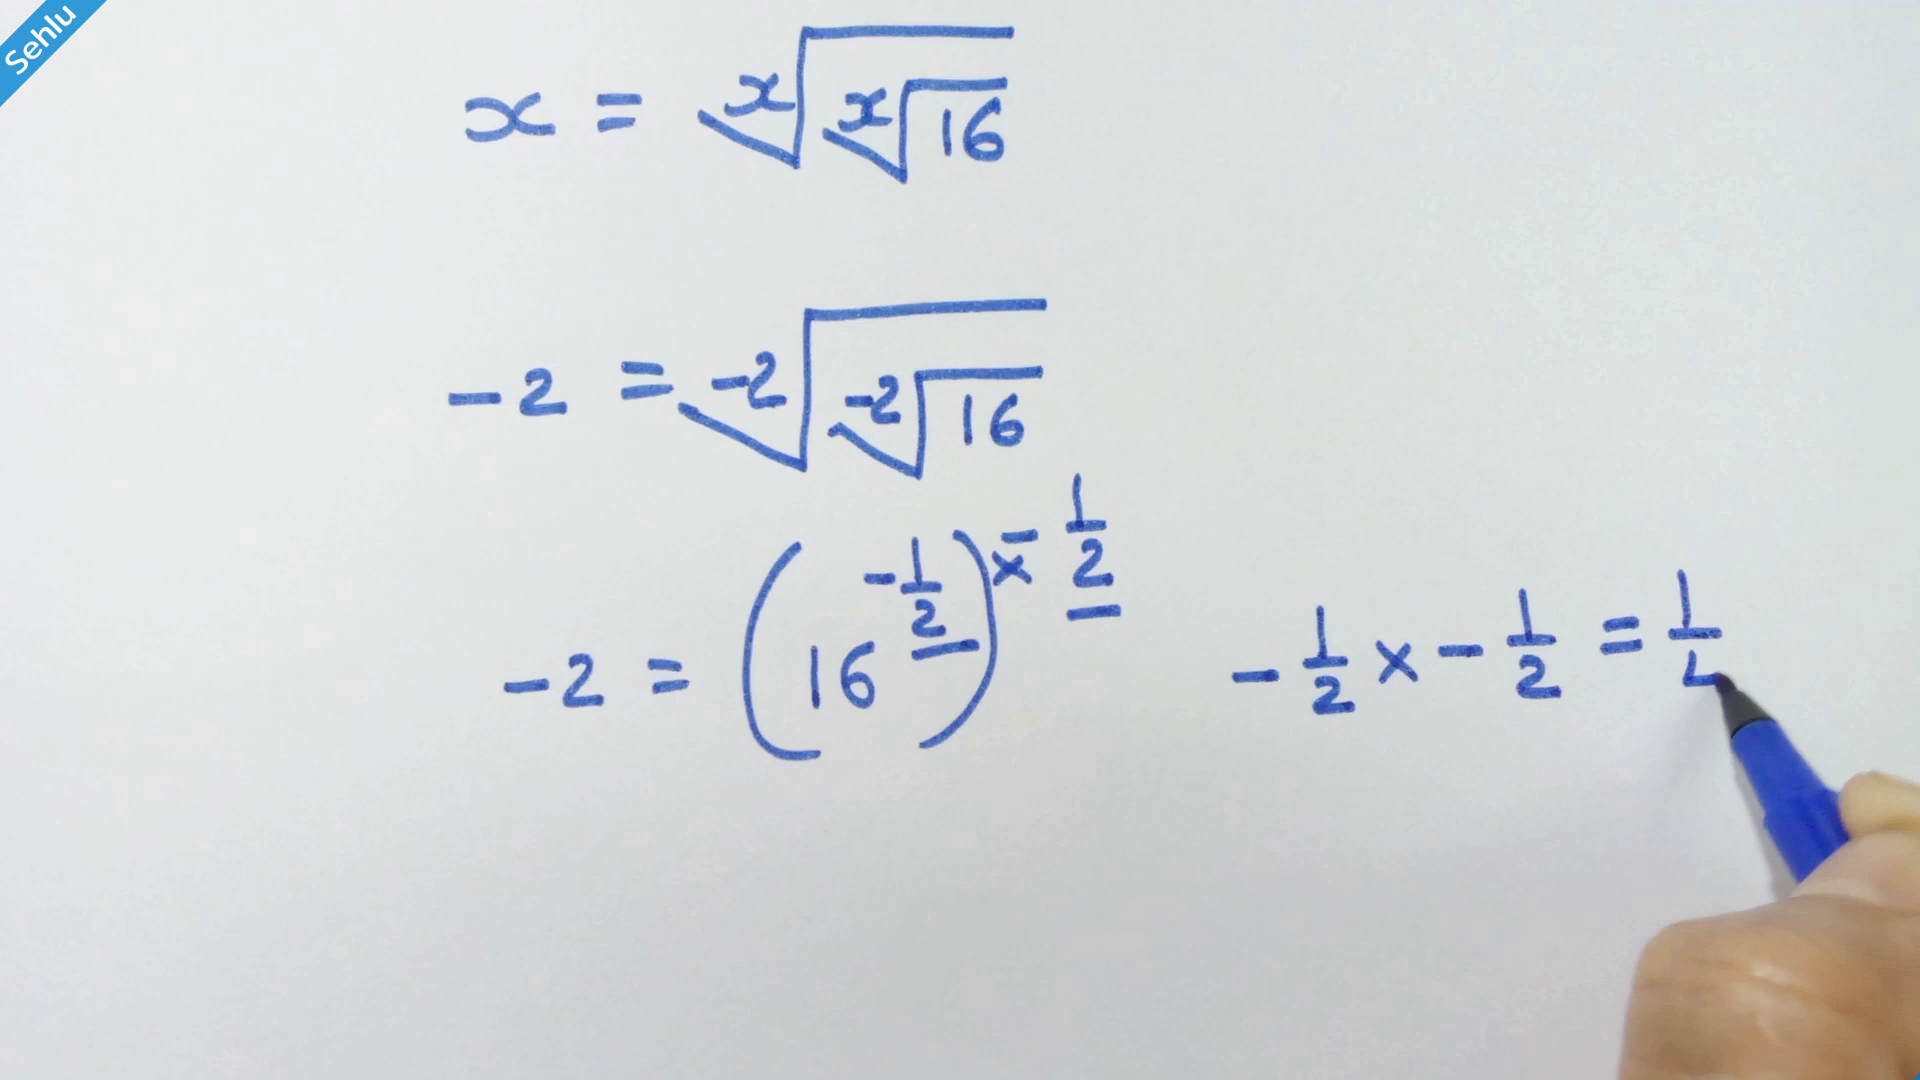 Sehlu
x = ˣ√(ˣ√16)
-2 = ⁻²√(⁻²√16)
-2 = (16^(-1/2))^(x -1/2)
-1/2 x -1/2 = 1/4